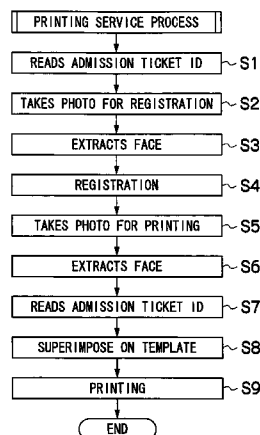 PRINTING SERVICE PROCESS
READS ADMISSION TICKET ID S1
TAKES PHOTO FOR REGISTRATION S2
EXTRACTS FACE S3
REGISTRATION S4
TAKES PHOTO FOR PRINTING S5
EXTRACTS FACE S6
READS ADMISSION TICKET ID S7
SUPERIMPOSE ON TEMPLATE S8
PRINTING S9
END